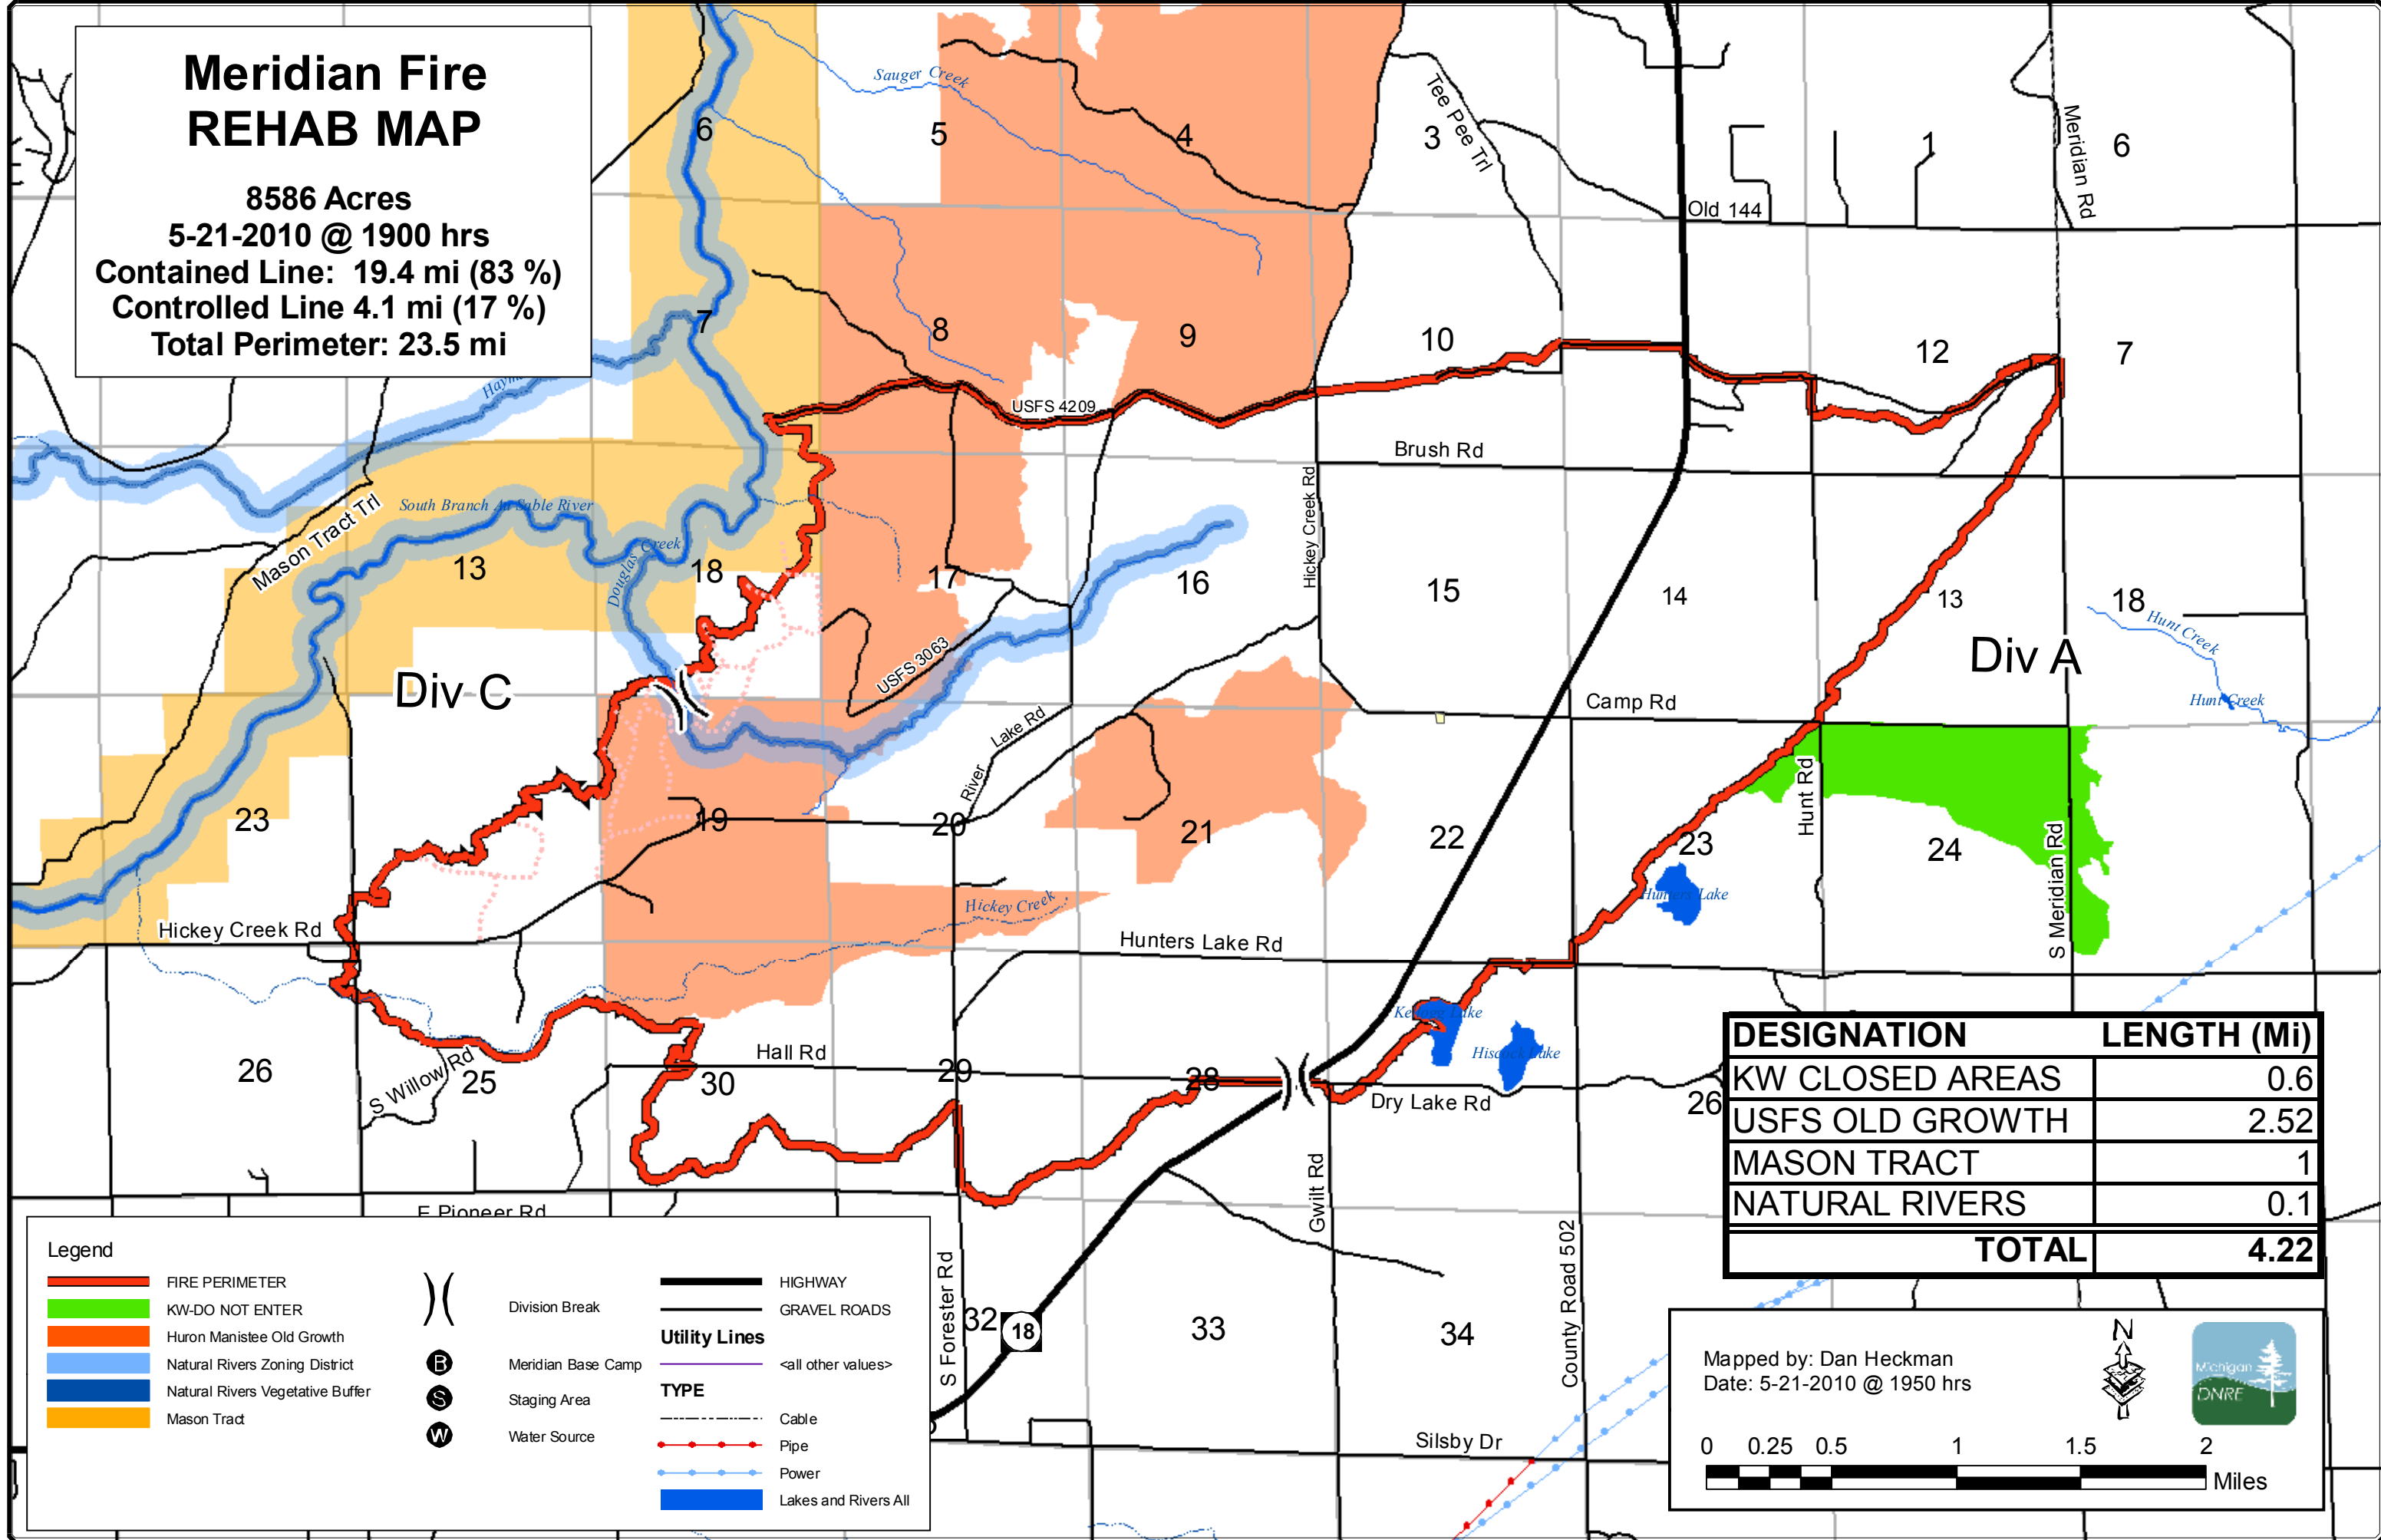 Meridian Fire
REHAB MAP
8586 Acres
5-21-2010 @ 1900 hrs
Contained Line: 19.4 mi (83 %)
Controlled Line 4.1 mi (17 %)
Total Perimeter: 23.5 mi
Sauger Creek
Tee Pee Trl
Meridian Rd
6
5
4
3
1
6
Old 144
7
8
9
10
12
7
USFS 4209
Brush Rd
Mason Tract Trl
South Branch Au Sable River
Hickey Creek Rd
Douglas Creek
13
18
17
16
15
14
13
18
Hunt Creek
Div A
USFS 3063
Div C
Camp Rd
Hunt Creek
River
Lake Rd
Hunt Rd
23
19
20
21
22
23
24
Hunters Lake
S Meridian Rd
Hickey Creek
Hickey Creek Rd
Hunters Lake Rd
Kellogg Lake
Hiscock Lake
Hall Rd
26
S Willow Rd
25
30
29
28
Dry Lake Rd
26
Gwilt Rd
E Pioneer Rd
S Forester Rd
County Road 502
32
18
33
34
Silsby Dr
DESIGNATION LENGTH (Mi)
KW CLOSED AREAS 0.6
USFS OLD GROWTH 2.52
MASON TRACT 1
NATURAL RIVERS 0.1
TOTAL 4.22
Legend
FIRE PERIMETER
KW-DO NOT ENTER
Huron Manistee Old Growth
Natural Rivers Zoning District
Natural Rivers Vegetative Buffer
Mason Tract
Division Break
B Meridian Base Camp
S Staging Area
W Water Source
HIGHWAY
GRAVEL ROADS
Utility Lines
<all other values>
TYPE
Cable
Pipe
Power
Lakes and Rivers All
Mapped by: Dan Heckman
Date: 5-21-2010 @ 1950 hrs
N
Michigan
DNRE
0 0.25 0.5 1 1.5 2
Miles